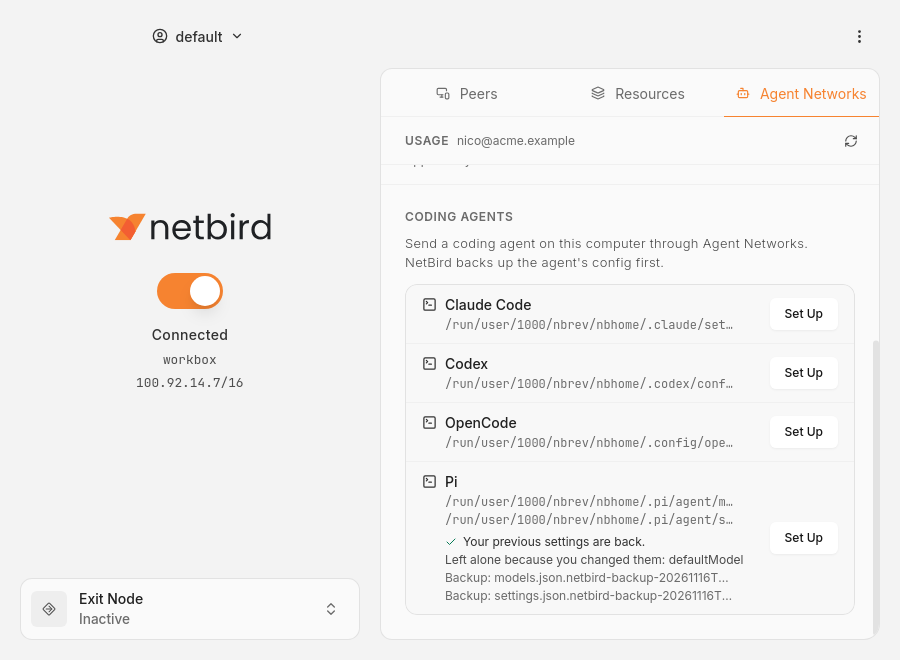 default
Peers
Resources
Agent Networks
USAGE nico@acme.example
netbird
Connected
workbox
100.92.14.7/16
Exit Node
Inactive
CODING AGENTS
Send a coding agent on this computer through Agent Networks.
NetBird backs up the agent's config first.
Claude Code
/run/user/1000/nbrev/nbhome/.claude/set…
Set Up
Codex
/run/user/1000/nbrev/nbhome/.codex/conf…
Set Up
OpenCode
/run/user/1000/nbrev/nbhome/.config/ope…
Set Up
Pi
/run/user/1000/nbrev/nbhome/.pi/agent/m…
/run/user/1000/nbrev/nbhome/.pi/agent/s…
Set Up
Your previous settings are back.
Left alone because you changed them: defaultModel
Backup: models.json.netbird-backup-20261116T…
Backup: settings.json.netbird-backup-20261116T…